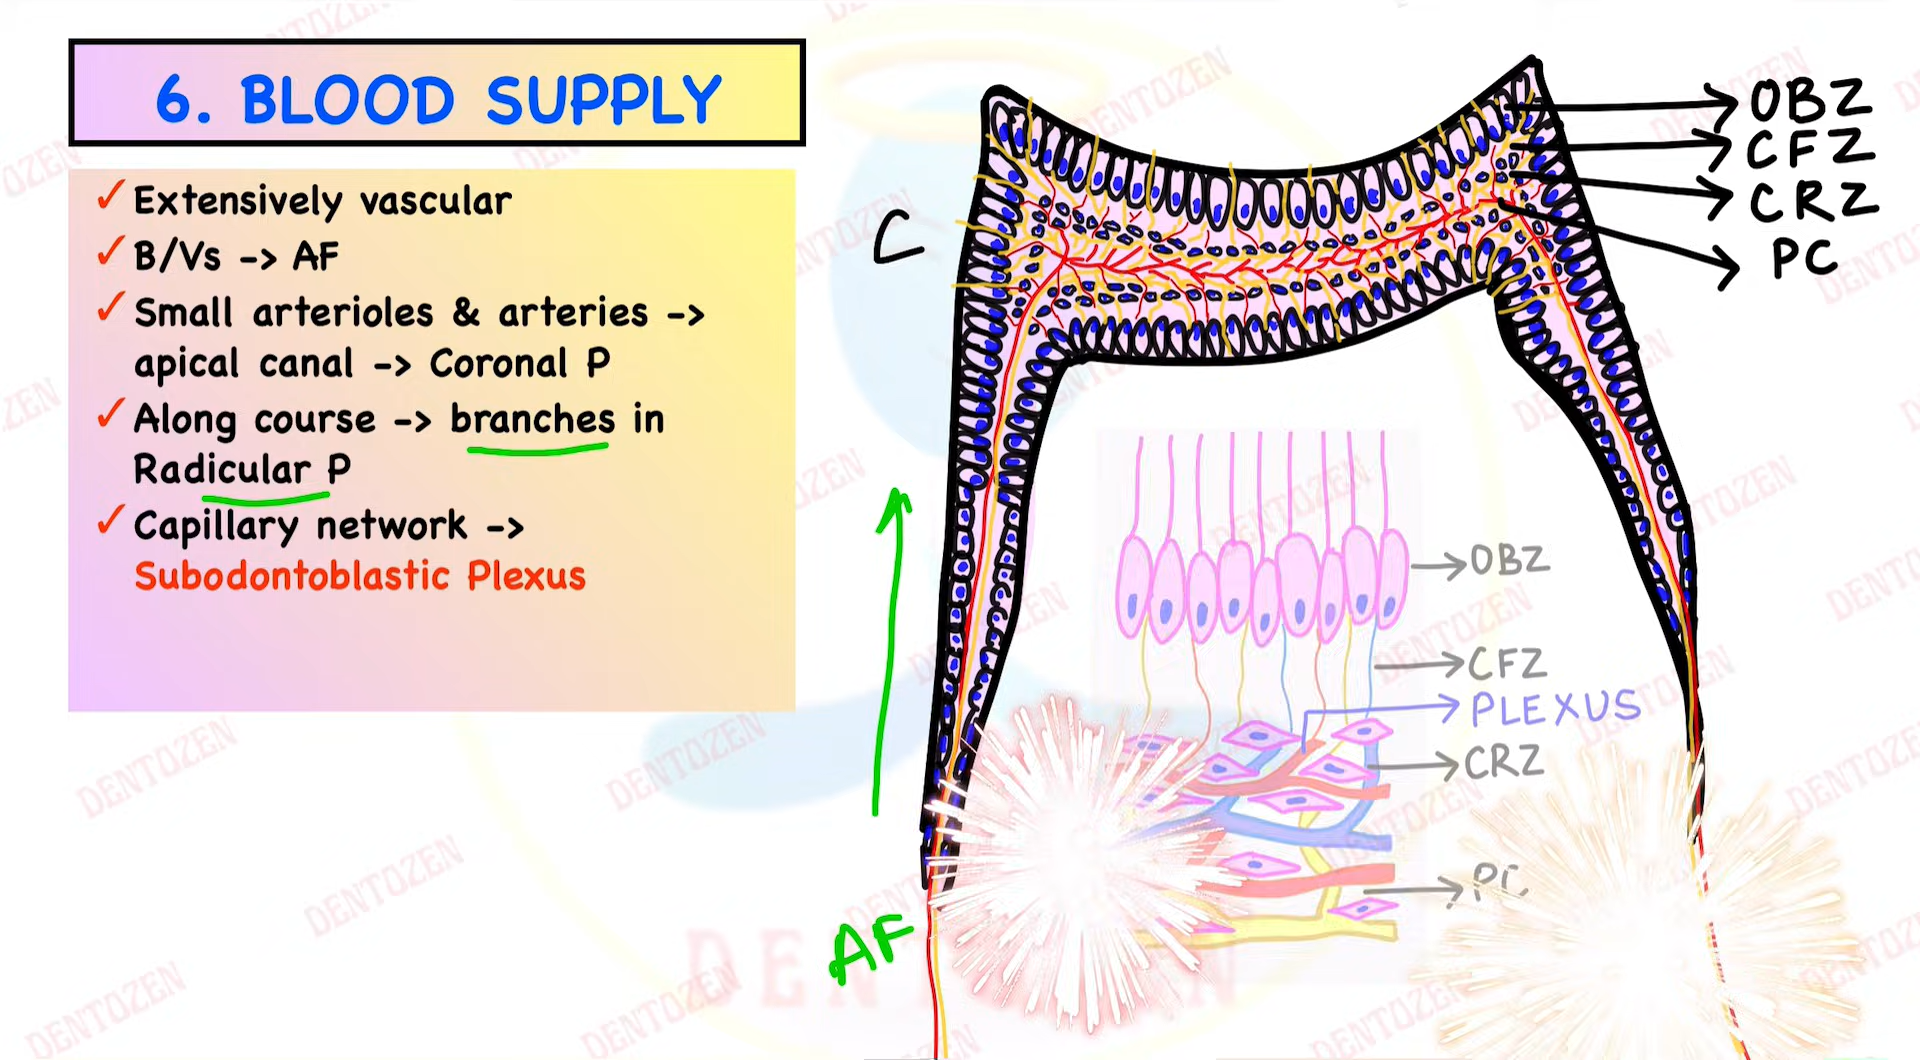 6. BLOOD SUPPLY
✓ Extensively vascular
✓ B/Vs -> AF
✓ Small arterioles & arteries ->
apical canal -> Coronal P
✓ Along course -> branches in
Radicular P
✓ Capillary network ->
Subodontoblastic Plexus
C
AF
OBZ
CFZ
CRZ
PC
OBZ
CFZ
PLEXUS
CRZ
PC
DENTOZEN